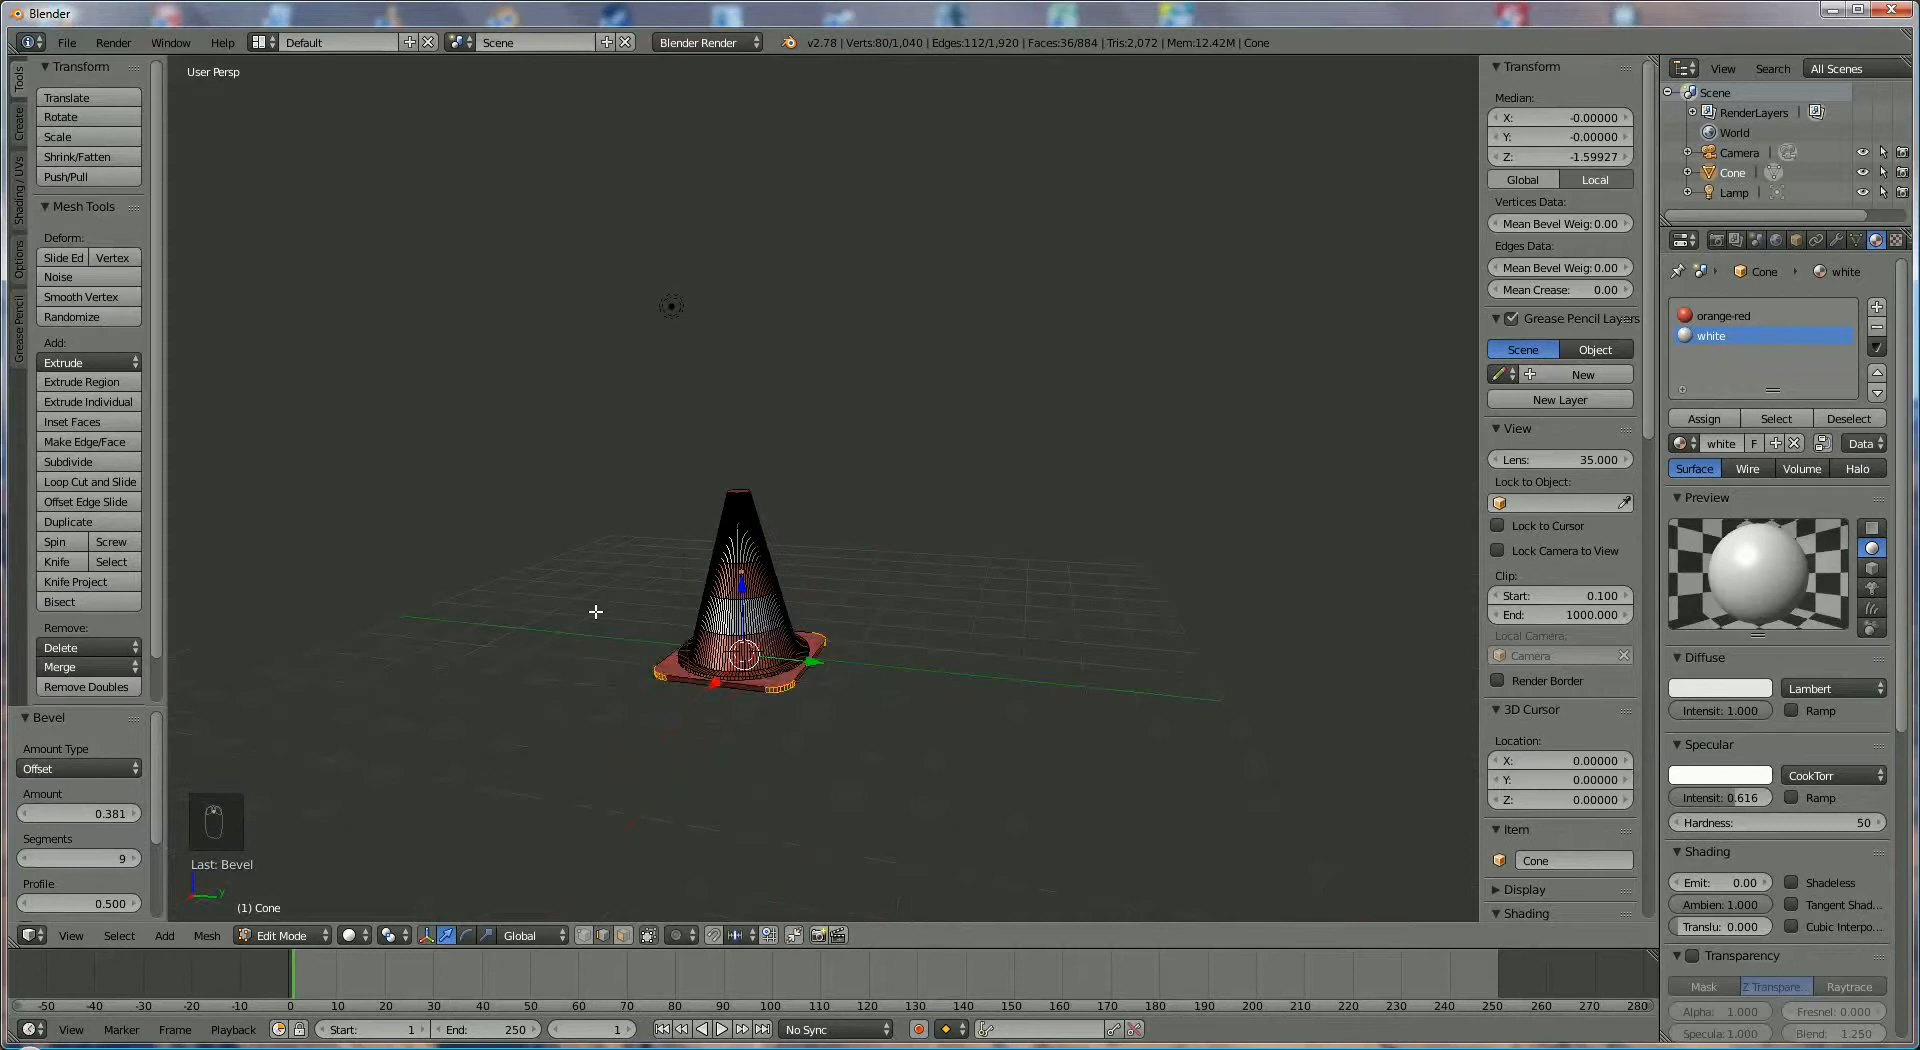 Blender
File Render Window Help Default Scene Blender Render v2.78 | Verts:80/1,040 | Edges:112/1,920 | Faces:36/884 | Tris:2,072 | Mem:12.42M | Cone
Tools
Create
Shading / UVs
Options
Grease Pencil
Transform
Translate
Rotate
Scale
Shrink/Fatten
Push/Pull
Mesh Tools
Deform:
Slide Ed Vertex
Noise
Smooth Vertex
Randomize
Add:
Extrude
Extrude Region
Extrude Individual
Inset Faces
Make Edge/Face
Subdivide
Loop Cut and Slide
Offset Edge Slide
Duplicate
Spin Screw
Knife Select
Knife Project
Bisect
Remove:
Delete
Merge
Remove Doubles
Bevel
Amount Type
Offset
Amount
0.381
Segments
9
Profile
0.500
User Persp
Last: Bevel
y
(1) Cone
Transform
Median:
X: -0.00000
Y: -0.00000
Z: -1.59927
Global Local
Vertices Data:
Mean Bevel Weig: 0.00
Edges Data:
Mean Bevel Weig: 0.00
Mean Crease: 0.00
Grease Pencil Layers
Scene Object
New
New Layer
View
Lens: 35.000
Lock to Object:
Lock to Cursor
Lock Camera to View
Clip:
Start: 0.100
End: 1000.000
Local Camera:
Camera
Render Border
3D Cursor
Location:
X: 0.00000
Y: 0.00000
Z: 0.00000
Item
Cone
Display
Shading
View Search All Scenes
Scene
RenderLayers
World
Camera
Cone
Lamp
Cone white
orange-red
white
Assign Select Deselect
white F Data
Surface Wire Volume Halo
Preview
Diffuse
Lambert
Intensit: 1.000 Ramp
Specular
CookTorr
Intensit: 0.616 Ramp
Hardness: 50
Shading
Emit: 0.00 Shadeless
Ambien: 1.000 Tangent Shad...
Translu: 0.000 Cubic Interpo...
Transparency
Mask Z Transpare... Raytrace
Alpha: 1.000 Fresnel: 0.000
Specula: 1.000 Blend: 1.250
View Select Add Mesh Edit Mode Global
-50 -40 -30 -20 -10 0 10 20 30 40 50 60 70 80 90 100 110 120 130 140 150 160 170 180 190 200 210 220 230 240 250 260 270 280
View Marker Frame Playback Start: 1 End: 250 1 No Sync